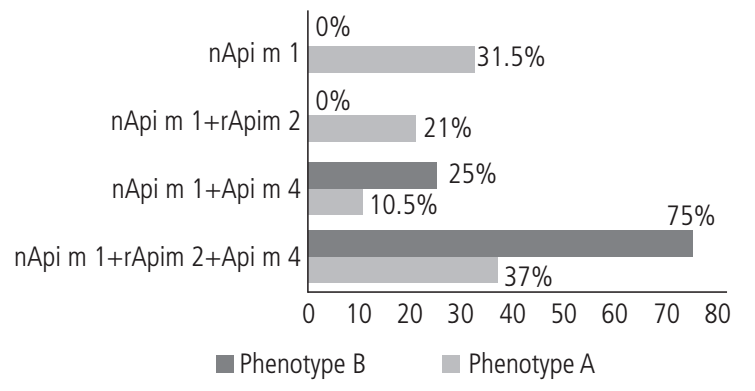 0%
nApi m 1
31.5%
0%
nApi m 1+rApim 2
21%
25%
nApi m 1+Api m 4
10.5%
75%
nApi m 1+rApim 2+Api m 4
37%
0 10 20 30 40 50 60 70 80
Phenotype B Phenotype A